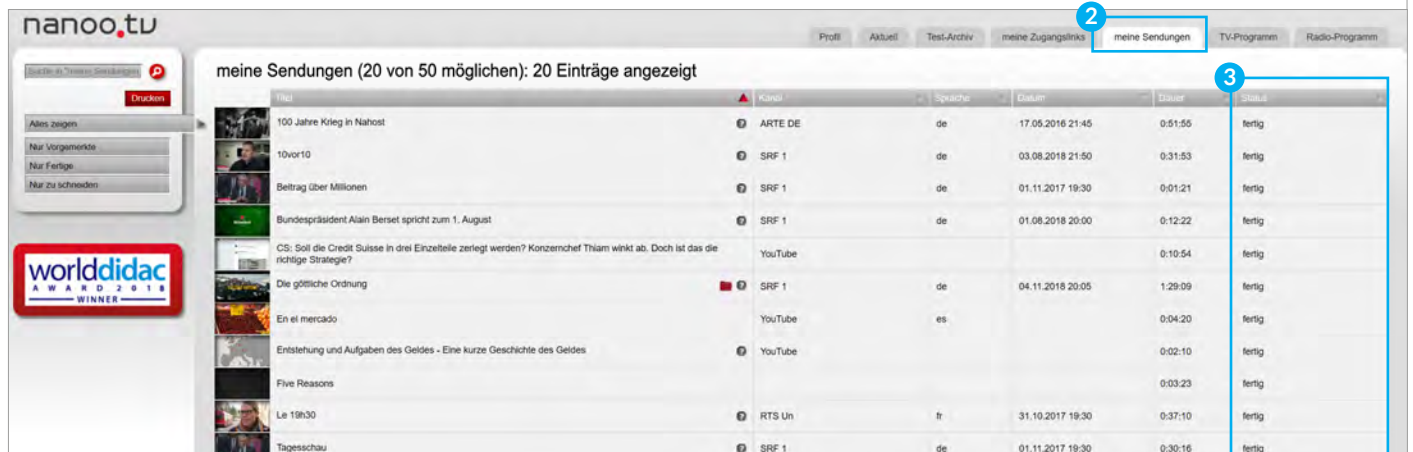 nanoo.tv
2
Profil Aktuell Test-Archiv meine Zugangslinks meine Sendungen TV-Programm Radio-Programm
Suche in "meine Sendungen"
meine Sendungen (20 von 50 möglichen): 20 Einträge angezeigt
3
Drucken
Titel Kanal Sprache Datum Dauer Status
Alles zeigen
Nur Vorgemerkte
Nur Fertige
Nur zu schneiden
100 Jahre Krieg in Nahost ARTE DE de 17.05.2016 21:45 0:51:55 fertig
10vor10 SRF 1 de 03.08.2018 21:50 0:31:53 fertig
Beitrag über Millionen SRF 1 de 01.11.2017 19:30 0:01:21 fertig
Bundespräsident Alain Berset spricht zum 1. August SRF 1 de 01.08.2018 20:00 0:12:22 fertig
CS: Soll die Credit Suisse in drei Einzelteile zerlegt werden? Konzernchef Thiam winkt ab. Doch ist das die
richtige Strategie? YouTube 0:10:54 fertig
Die göttliche Ordnung SRF 1 de 04.11.2018 20:05 1:29:09 fertig
En el mercado YouTube es 0:04:20 fertig
Entstehung und Aufgaben des Geldes - Eine kurze Geschichte des Geldes YouTube 0:02:10 fertig
Five Reasons 0:03:23 fertig
Le 19h30 RTS Un fr 31.10.2017 19:30 0:37:10 fertig
Tagesschau SRF 1 de 01.11.2017 19:30 0:30:16 fertig
worlddidac
AWARD 2018
WINNER